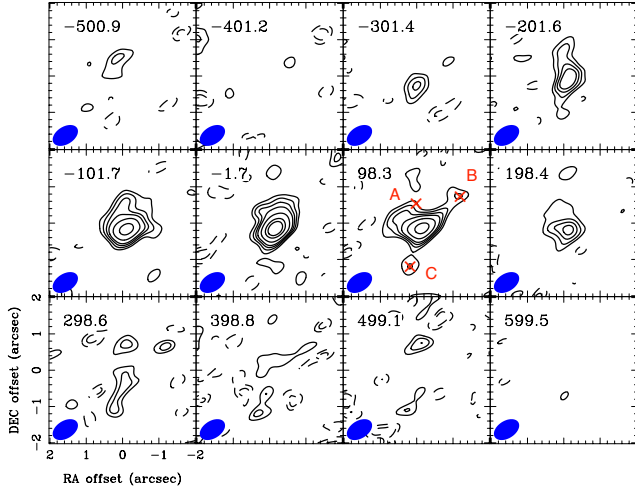 −500.9 −401.2 −301.4 −201.6
−101.7 −1.7 98.3 198.4
A B
C
298.6 398.8 499.1 599.5
2
1
0
−1
−2
2 1 0 −1 −2
DEC offset (arcsec)
RA offset (arcsec)